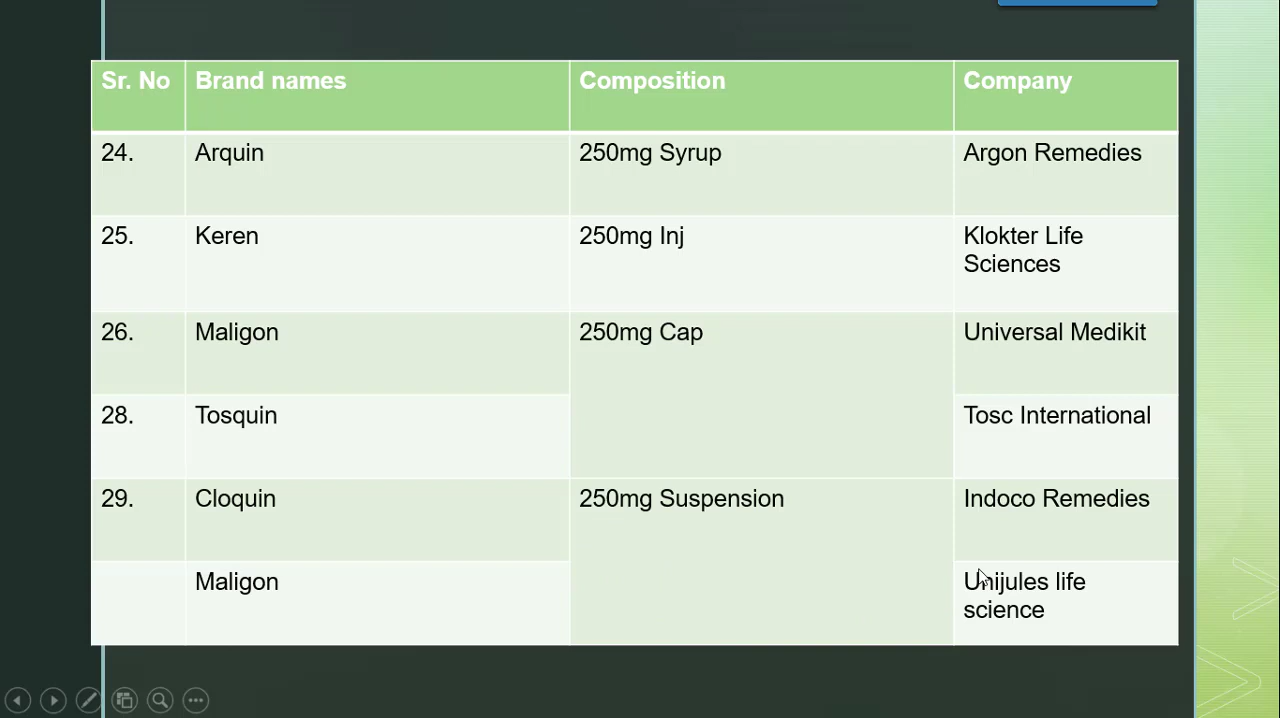 Sr. No Brand names Composition Company
24. Arquin 250mg Syrup Argon Remedies
25. Keren 250mg Inj Klokter Life
Sciences
26. Maligon 250mg Cap Universal Medikit
28. Tosquin Tosc International
29. Cloquin 250mg Suspension Indoco Remedies
Maligon Unijules life
science